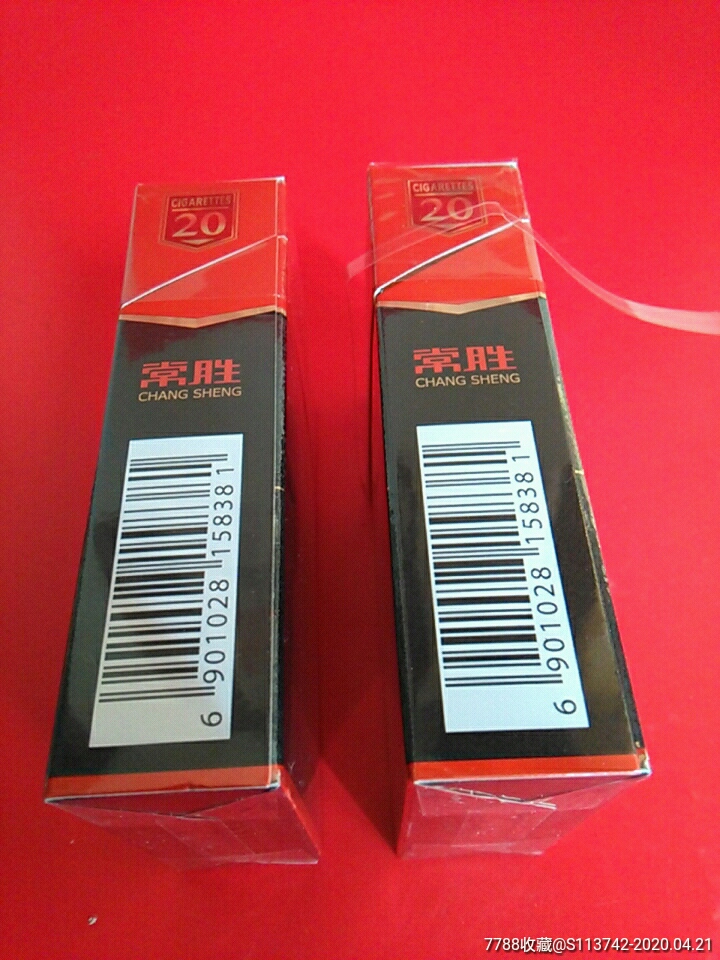 CIGARETTES
20
常胜
CHANG SHENG
6 901028 158381
CIGARETTES
20
常胜
CHANG SHENG
6 901028 158381
7788收藏@S113742-2020.04.21